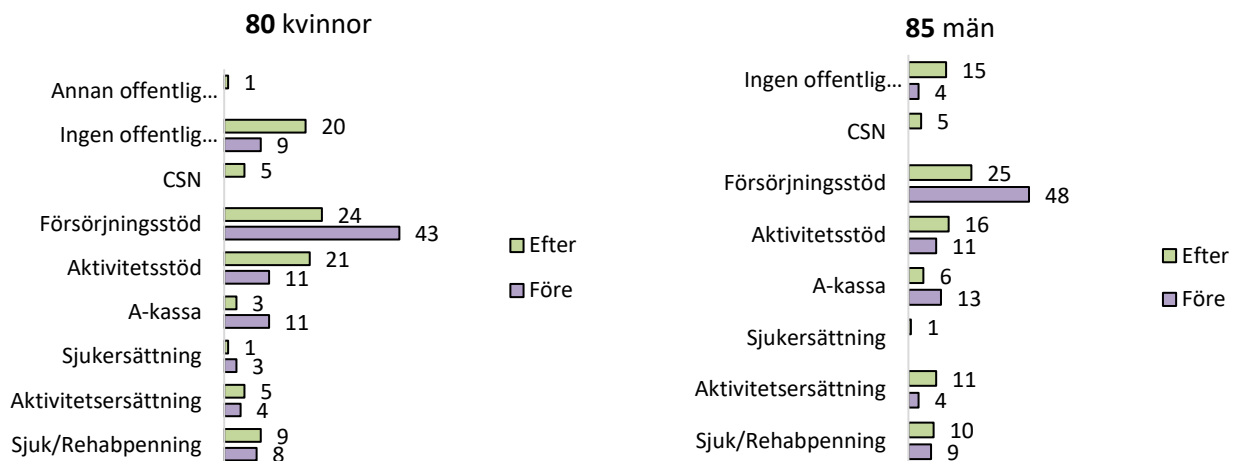 80 kvinnor
Annan offentlig... 1
Ingen offentlig... 20
9
CSN 5
Försörjningsstöd 24
43
Aktivitetsstöd 21
11
A-kassa 3
11
Sjukersättning 1
3
Aktivitetsersättning 5
4
Sjuk/Rehabpenning 9
8
Efter
Före
85 män
Ingen offentlig... 15
4
CSN 5
Försörjningsstöd 25
48
Aktivitetsstöd 16
11
A-kassa 6
13
Sjukersättning 1
Aktivitetsersättning 11
4
Sjuk/Rehabpenning 10
9
Efter
Före